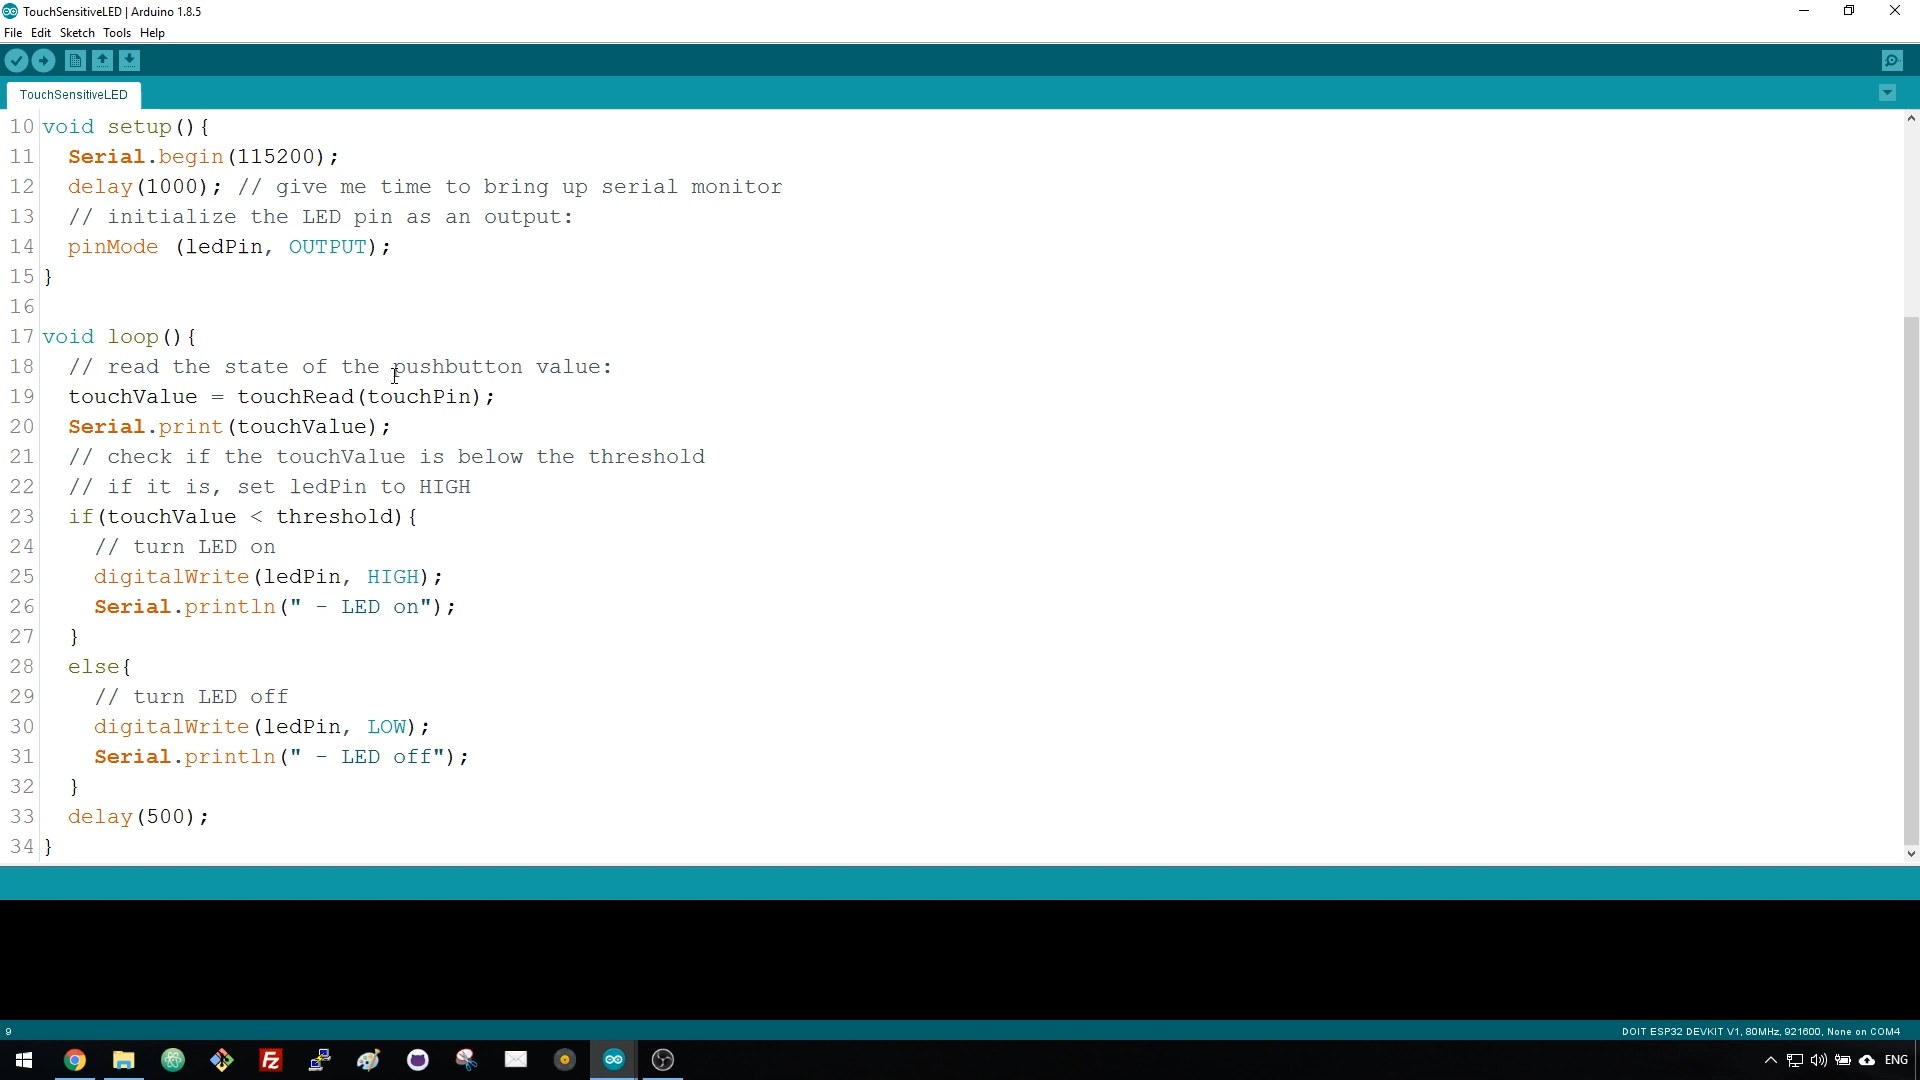 TouchSensitiveLED | Arduino 1.8.5
File Edit Sketch Tools Help
TouchSensitiveLED
10 void setup(){
11 Serial.begin(115200);
12 delay(1000); // give me time to bring up serial monitor
13 // initialize the LED pin as an output:
14 pinMode (ledPin, OUTPUT);
15 }
16
17 void loop(){
18 // read the state of the pushbutton value:
19 touchValue = touchRead(touchPin);
20 Serial.print(touchValue);
21 // check if the touchValue is below the threshold
22 // if it is, set ledPin to HIGH
23 if(touchValue < threshold){
24 // turn LED on
25 digitalWrite(ledPin, HIGH);
26 Serial.println(" - LED on");
27 }
28 else{
29 // turn LED off
30 digitalWrite(ledPin, LOW);
31 Serial.println(" - LED off");
32 }
33 delay(500);
34 }
9 DOIT ESP32 DEVKIT V1, 80MHz, 921600, None on COM4
Fz ENG